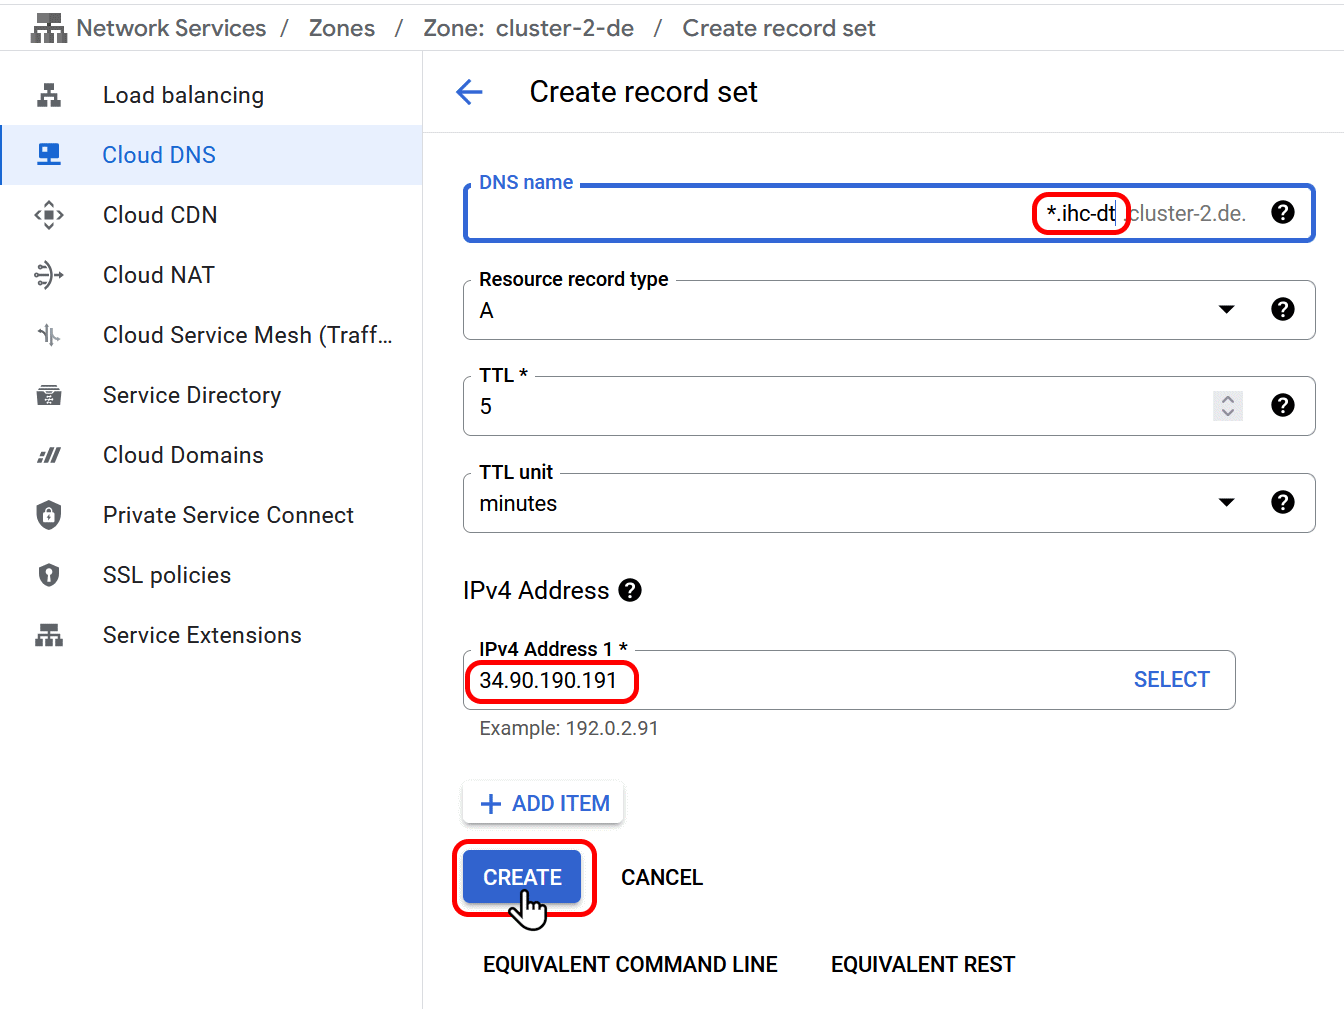 Network Services / Zones / Zone: cluster-2-de / Create record set
Load balancing
Cloud DNS
Cloud CDN
Cloud NAT
Cloud Service Mesh (Traff...
Service Directory
Cloud Domains
Private Service Connect
SSL policies
Service Extensions
Create record set
DNS name
*.ihc-dt .cluster-2.de.
Resource record type
A
TTL *
5
TTL unit
minutes
IPv4 Address
IPv4 Address 1 *
34.90.190.191 SELECT
Example: 192.0.2.91
+ ADD ITEM
CREATE CANCEL
EQUIVALENT COMMAND LINE EQUIVALENT REST